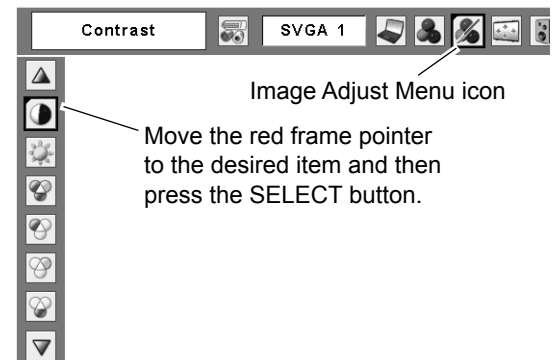 Contrast
SVGA 1
Image Adjust Menu icon
Move the red frame pointer
to the desired item and then
press the SELECT button.